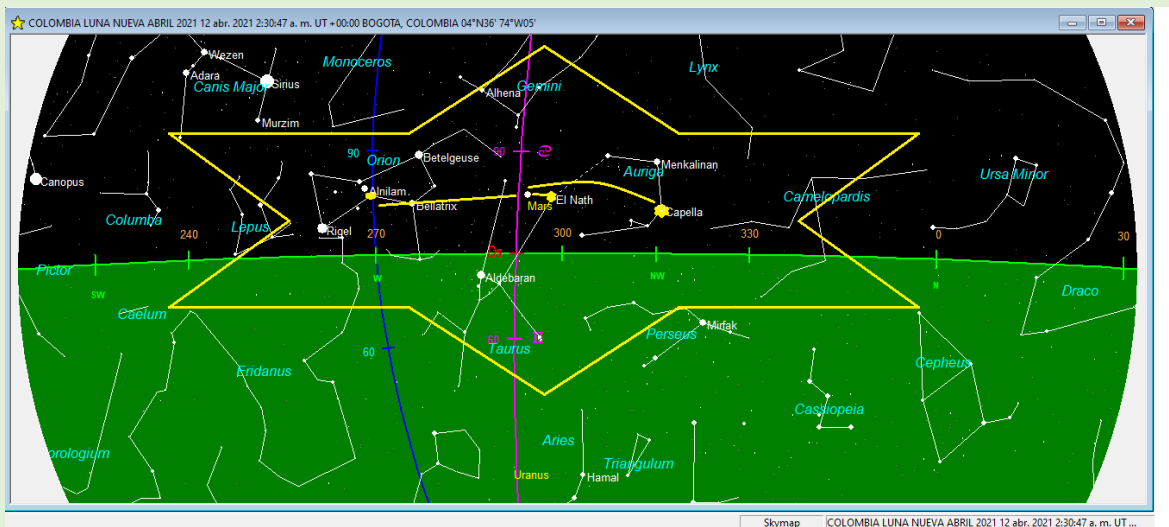 COLOMBIA LUNA NUEVA ABRIL 2021 12 abr. 2021 2:30:47 a. m. UT +00:00 BOGOTA, COLOMBIA 04°N36' 74°W05'
Wezen
Monoceros
Lynx
Adara
Canis Major
Sirius
Alhena
Gemini
Murzim
90
Orion
Betelgeuse
90
Menkalinan
Auriga
Ursa Minor
Canopus
Alnilam
Camelopardis
Columba
Bellatrix
Mars
El Nath
Capella
Lepus
Rigel
240
270
300
330
0
30
Ds
Pictor
SW
W
Aldebaran
NW
N
Draco
Caelum
Mirfak
Perseus
60
60
Taurus
Cepheus
Eridanus
Cassiopeia
Aries
orologium
Triangulum
Uranus
Hamal
Skymap
COLOMBIA LUNA NUEVA ABRIL 2021 12 abr. 2021 2:30:47 a. m. UT ...